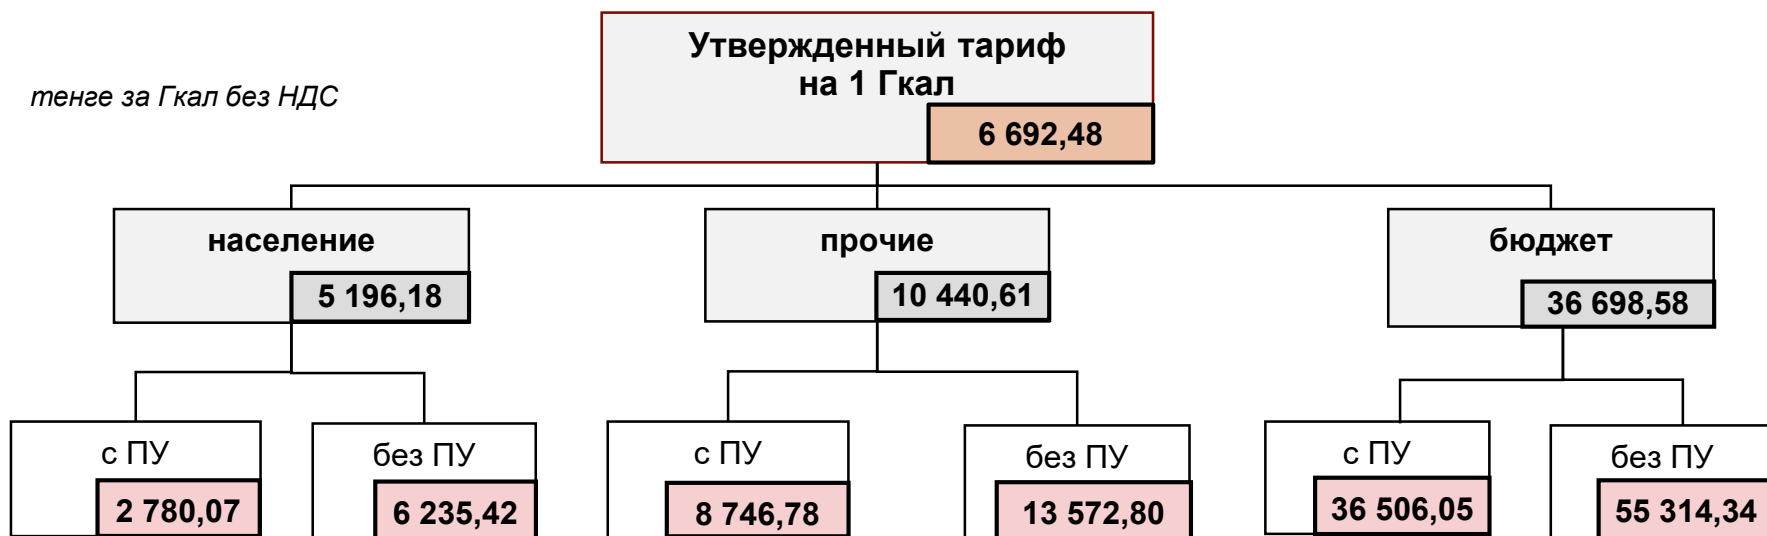 Утвержденный тариф
на 1 Гкал
тенге за Гкал без НДС
6 692,48
население
5 196,18
прочие
10 440,61
бюджет
36 698,58
с ПУ
2 780,07
без ПУ
6 235,42
с ПУ
8 746,78
без ПУ
13 572,80
с ПУ
36 506,05
без ПУ
55 314,34